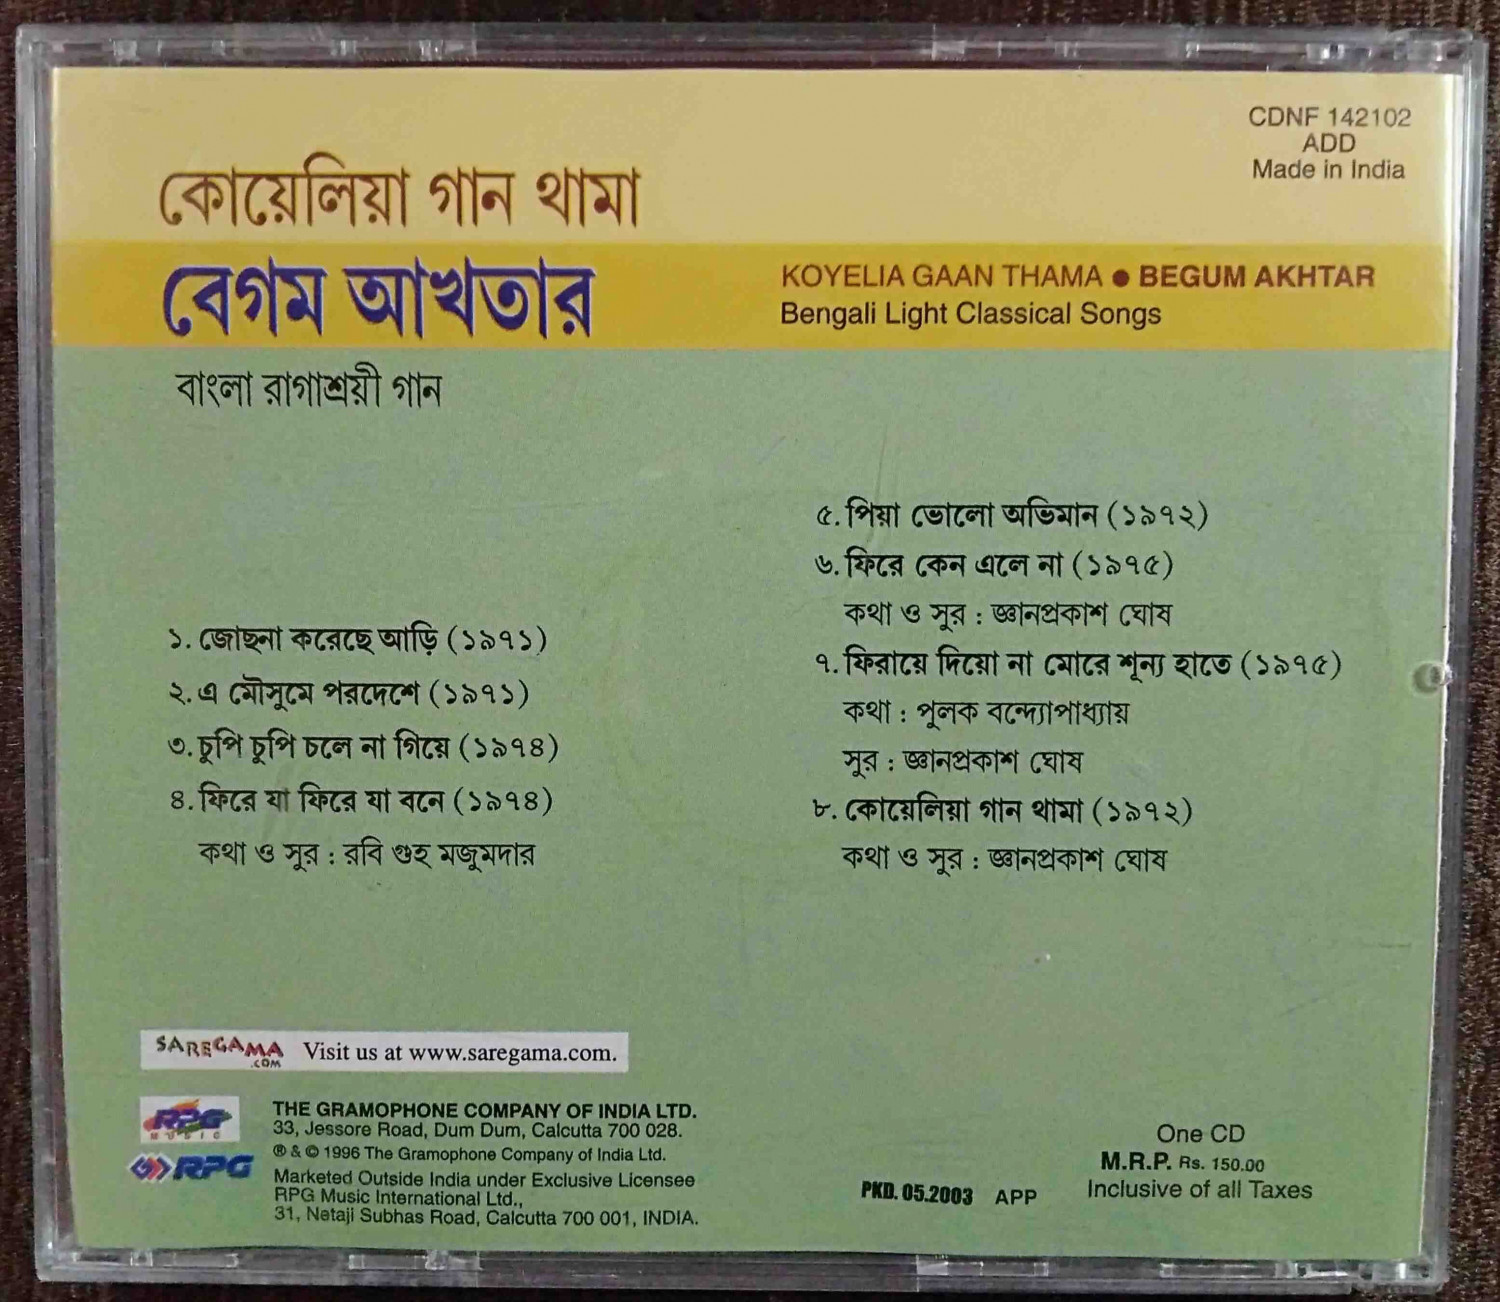 CDNF 142102
ADD
Made in India
কোয়েলিয়া গান থামা
বেগম আখতার
KOYELIA GAAN THAMA ● BEGUM AKHTAR
Bengali Light Classical Songs
বাংলা রাগাশ্রয়ী গান
১. জোছনা করেছে আড়ি (১৯৭১)
২. এ মৌসুমে পরদেশে (১৯৭১)
৩. চুপি চুপি চলে না গিয়ে (১৯৭৪)
৪. ফিরে যা ফিরে যা বনে (১৯৭৪)
কথা ও সুর : রবি গুহ মজুমদার
৫. পিয়া ভোলো অভিমান (১৯৭২)
৬. ফিরে কেন এলে না (১৯৭৫)
কথা ও সুর : জ্ঞানপ্রকাশ ঘোষ
৭. ফিরায়ে দিয়ো না মোরে শূন্য হাতে (১৯৭৫)
কথা : পুলক বন্দ্যোপাধ্যায়
সুর : জ্ঞানপ্রকাশ ঘোষ
৮. কোয়েলিয়া গান থামা (১৯৭২)
কথা ও সুর : জ্ঞানপ্রকাশ ঘোষ
SAREGAMA.COM Visit us at www.saregama.com.
RPG
MUSIC
RPG
THE GRAMOPHONE COMPANY OF INDIA LTD.
33, Jessore Road, Dum Dum, Calcutta 700 028.
® & © 1996 The Gramophone Company of India Ltd.
Marketed Outside India under Exclusive Licensee
RPG Music International Ltd.,
31, Netaji Subhas Road, Calcutta 700 001, INDIA.
PKD. 05.2003 APP
One CD
M.R.P. Rs. 150.00
Inclusive of all Taxes